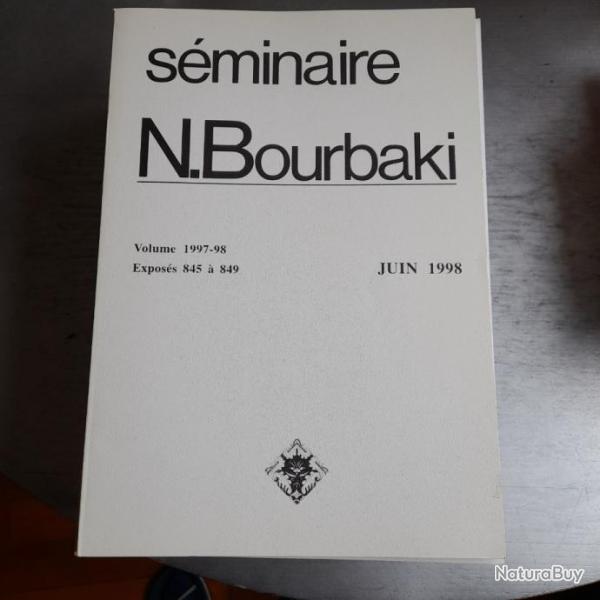 séminaire
N.Bourbaki
Volume 1997-98
Exposés 845 à 849
JUIN 1998
NaturaBuy